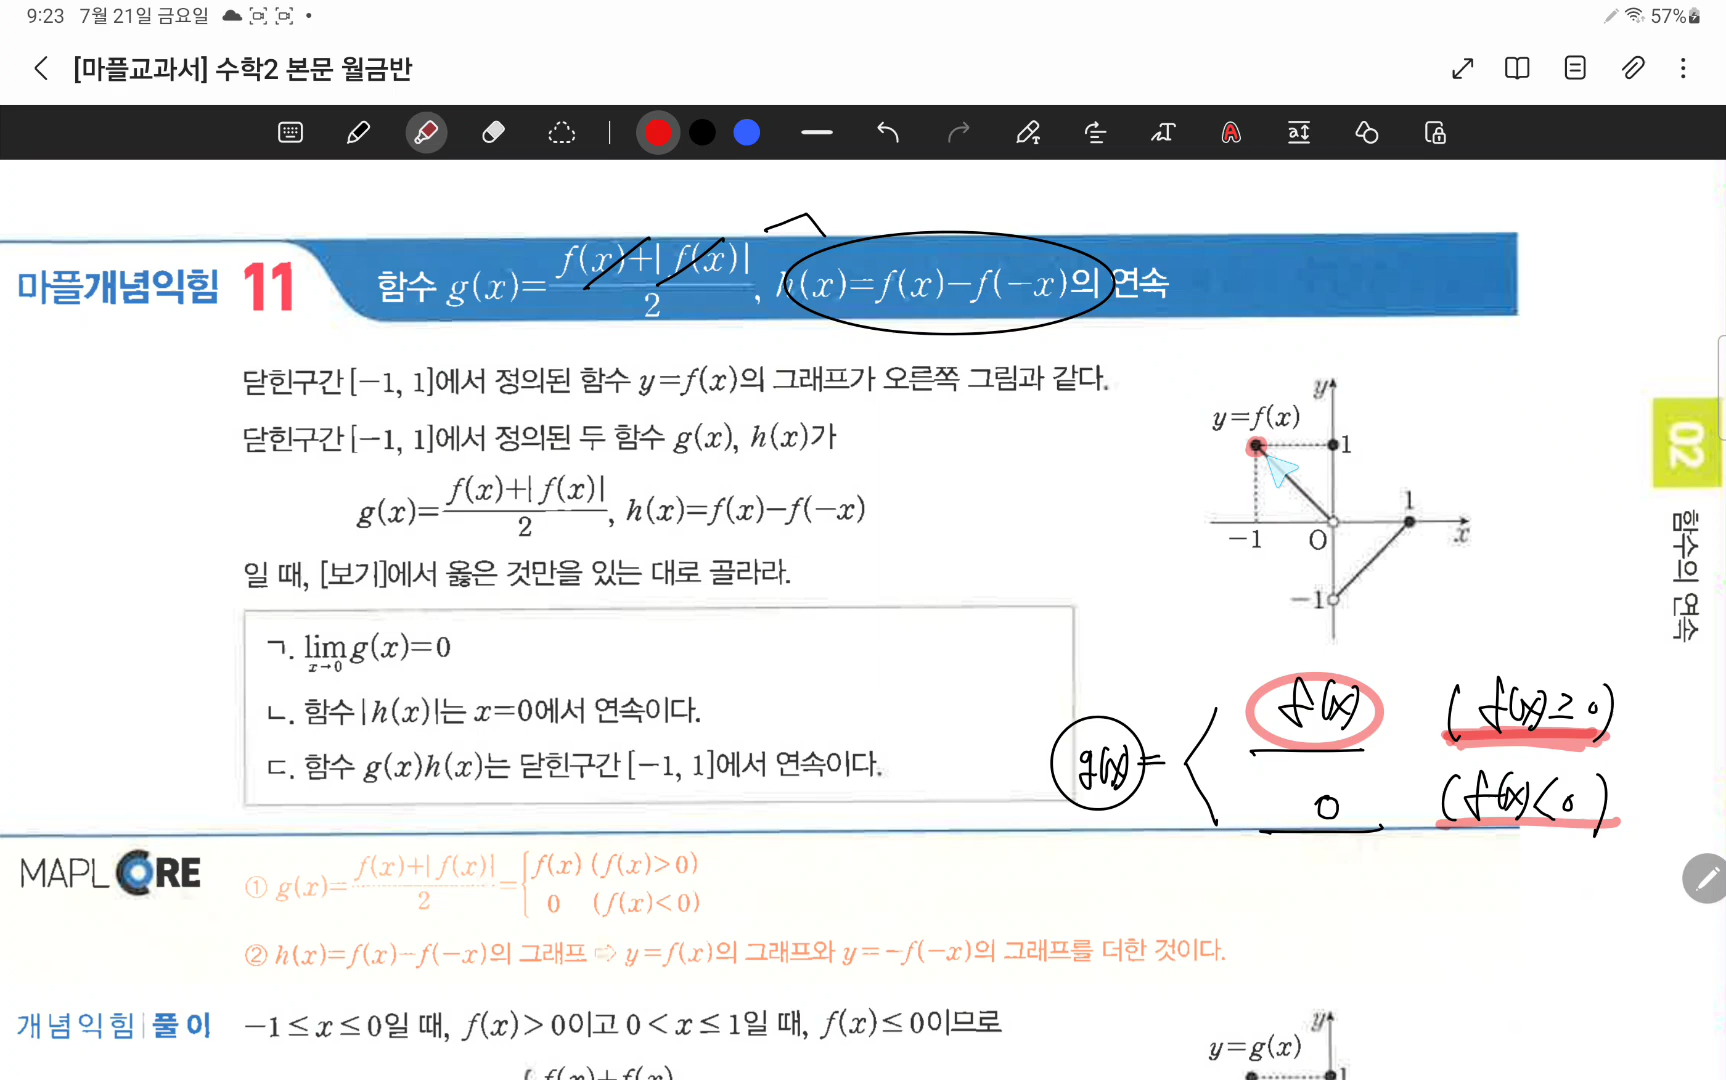 9:23 7월 21일 금요일
57%
[마플교과서] 수학2 본문 월금반
마플개념익힘 11 함수 g(x)=\frac{f(x)+|f(x)|}{2}, h(x)=f(x)-f(-x)의 연속
닫힌구간 [-1, 1]에서 정의된 함수 y=f(x)의 그래프가 오른쪽 그림과 같다.
닫힌구간 [-1, 1]에서 정의된 두 함수 g(x), h(x)가
g(x)=\frac{f(x)+|f(x)|}{2}, h(x)=f(x)-f(-x)
일 때, [보기]에서 옳은 것만을 있는 대로 골라라.
ㄱ. \lim_{x→0} g(x)=0
ㄴ. 함수 |h(x)|는 x=0에서 연속이다.
ㄷ. 함수 g(x)h(x)는 닫힌구간 [-1, 1]에서 연속이다.
y
y=f(x)
1
1
-1 O x
-1
02 함수의 연속
g(x) = f(x) (f(x) ≥ 0)
0 (f(x) < 0)
MAPL CORE
① g(x)=\frac{f(x)+|f(x)|}{2}={f(x) (f(x)>0)
0 (f(x)<0)
② h(x)=f(x)-f(-x)의 그래프 ⇨ y=f(x)의 그래프와 y=-f(-x)의 그래프를 더한 것이다.
개념익힘 | 풀이 -1≤x≤0일 때, f(x)>0이고 0<x≤1일 때, f(x)≤0이므로
y
y=g(x)
1
f(x)+f(x)